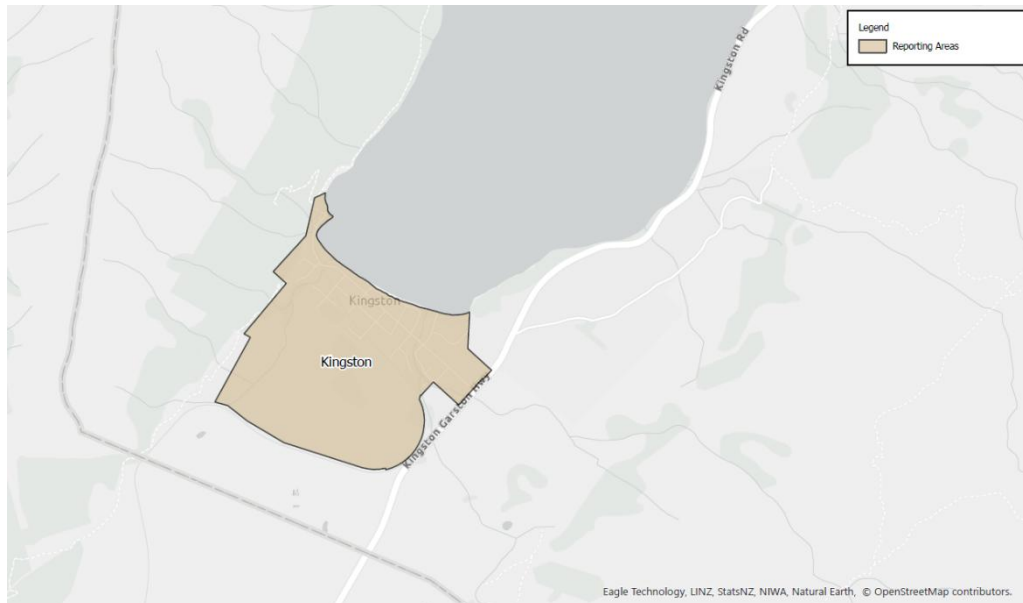 Legend
Reporting Areas
Kingston Rd
Kingston
Kingston
Kingston Garston Hwy
Eagle Technology, LINZ, StatsNZ, NIWA, Natural Earth, © OpenStreetMap contributors.